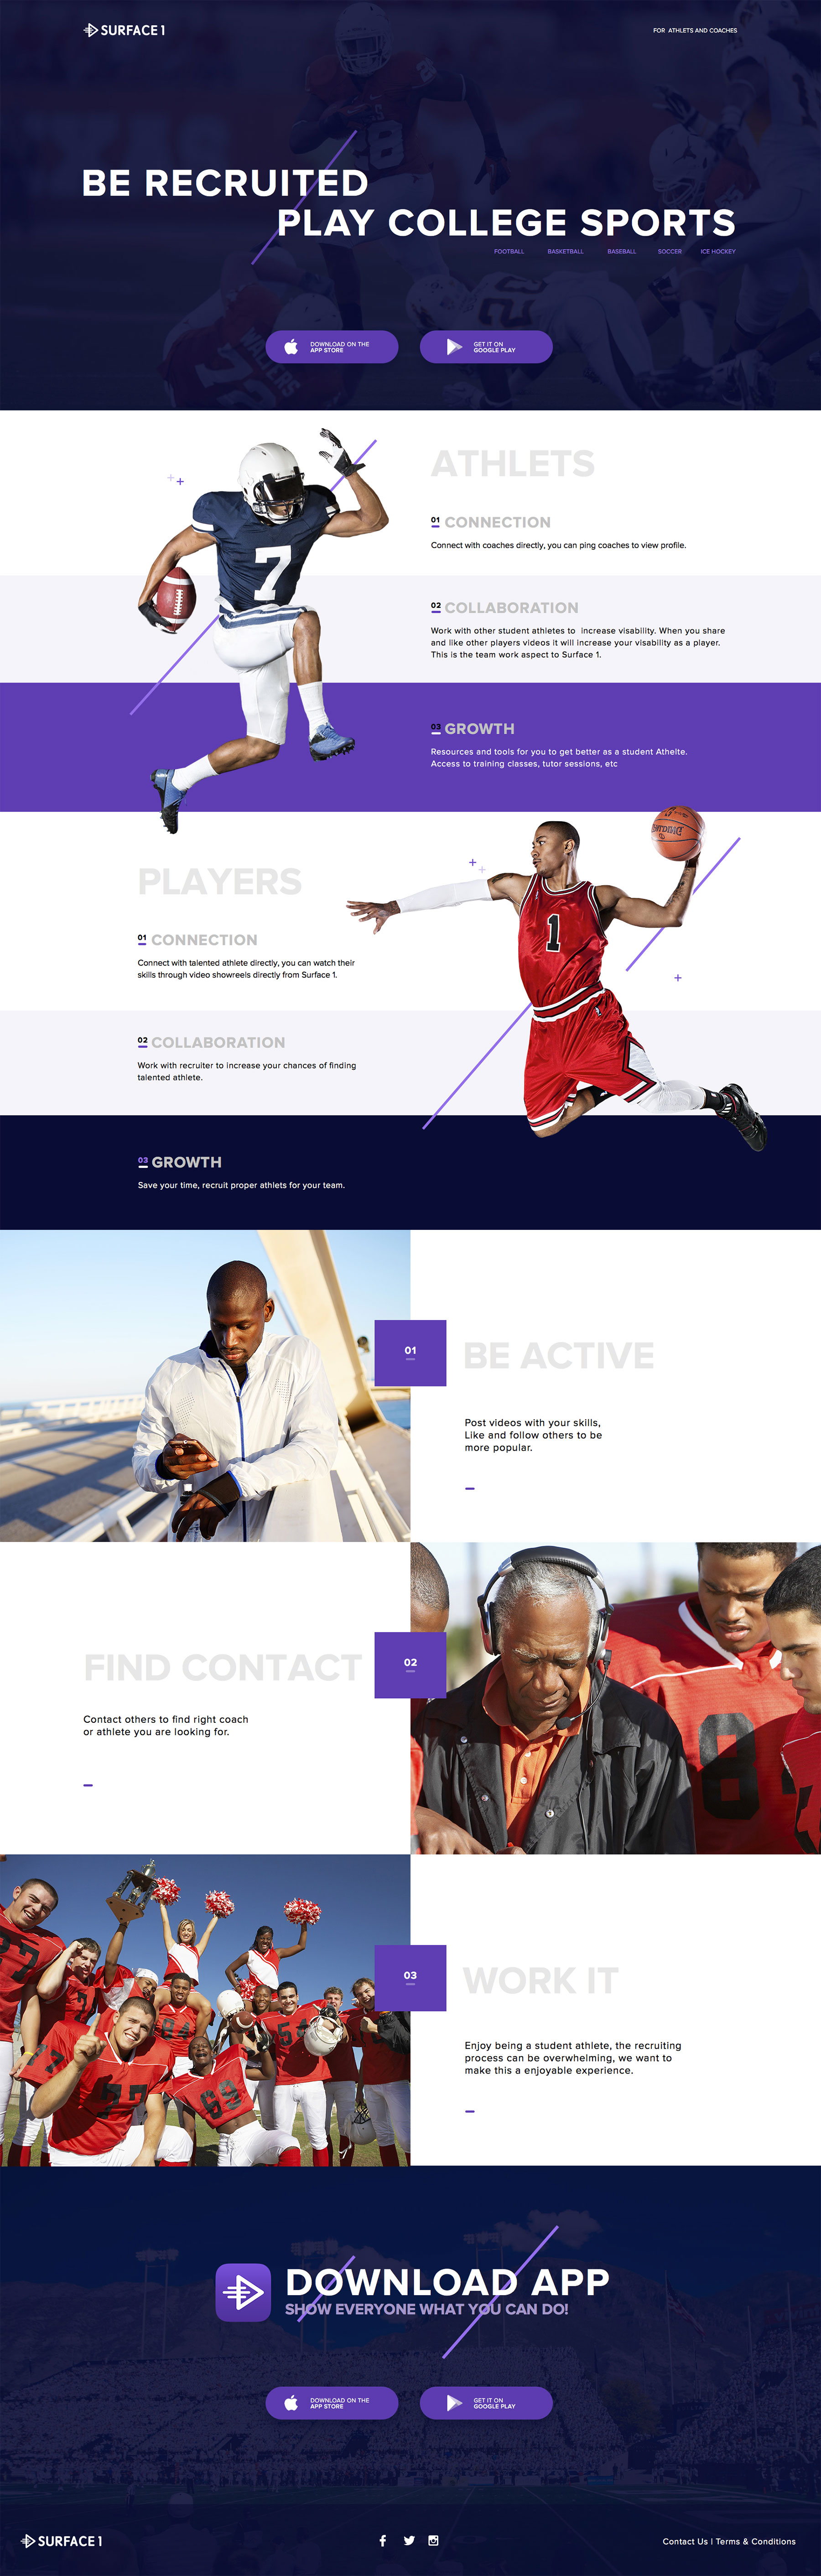 SURFACE 1
FOR ATHLETS AND COACHES
BE RECRUITED
PLAY COLLEGE SPORTS
FOOTBALL BASKETBALL BASEBALL SOCCER ICE HOCKEY
DOWNLOAD ON THE
APP STORE
GET IT ON
GOOGLE PLAY
ATHLETS
01 CONNECTION
Connect with coaches directly, you can ping coaches to view profile.
7
02 COLLABORATION
Work with other student athletes to increase visability. When you share
and like other players videos it will increase your visability as a player.
This is the team work aspect to Surface 1.
03 GROWTH
Resources and tools for you to get better as a student Athelte.
Access to training classes, tutor sessions, etc
SPALDING
1
PLAYERS
01 CONNECTION
Connect with talented athlete directly, you can watch their
skills through video showreels directly from Surface 1.
02 COLLABORATION
Work with recruiter to increase your chances of finding
talented athlete.
03 GROWTH
Save your time, recruit proper athlets for your team.
01
BE ACTIVE
Post videos with your skills,
Like and follow others to be
more popular.
FIND CONTACT
02
Contact others to find right coach
or athlete you are looking for.
8
03
WORK IT
Enjoy being a student athlete, the recruiting
process can be overwhelming, we want to
make this a enjoyable experience.
84
54
77
69
DOWNLOAD APP
SHOW EVERYONE WHAT YOU CAN DO!
DOWNLOAD ON THE
APP STORE
GET IT ON
GOOGLE PLAY
SURFACE 1
Contact Us | Terms & Conditions